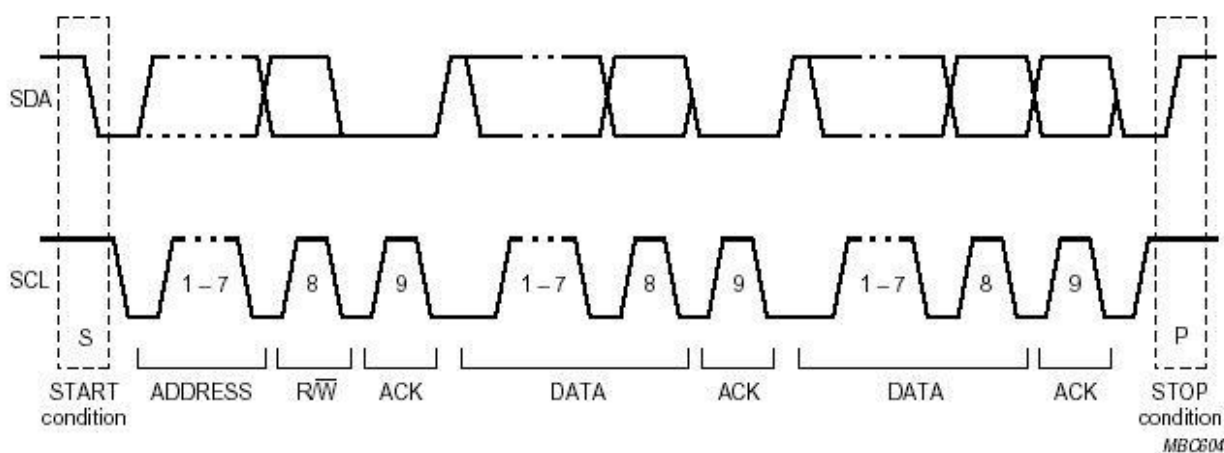 SDA
SCL
1 – 7
8
9
1 – 7
8
9
1 – 7
8
9
S
P
START
condition
ADDRESS
R/W̅
ACK
DATA
ACK
DATA
ACK
STOP
condition
MBC604